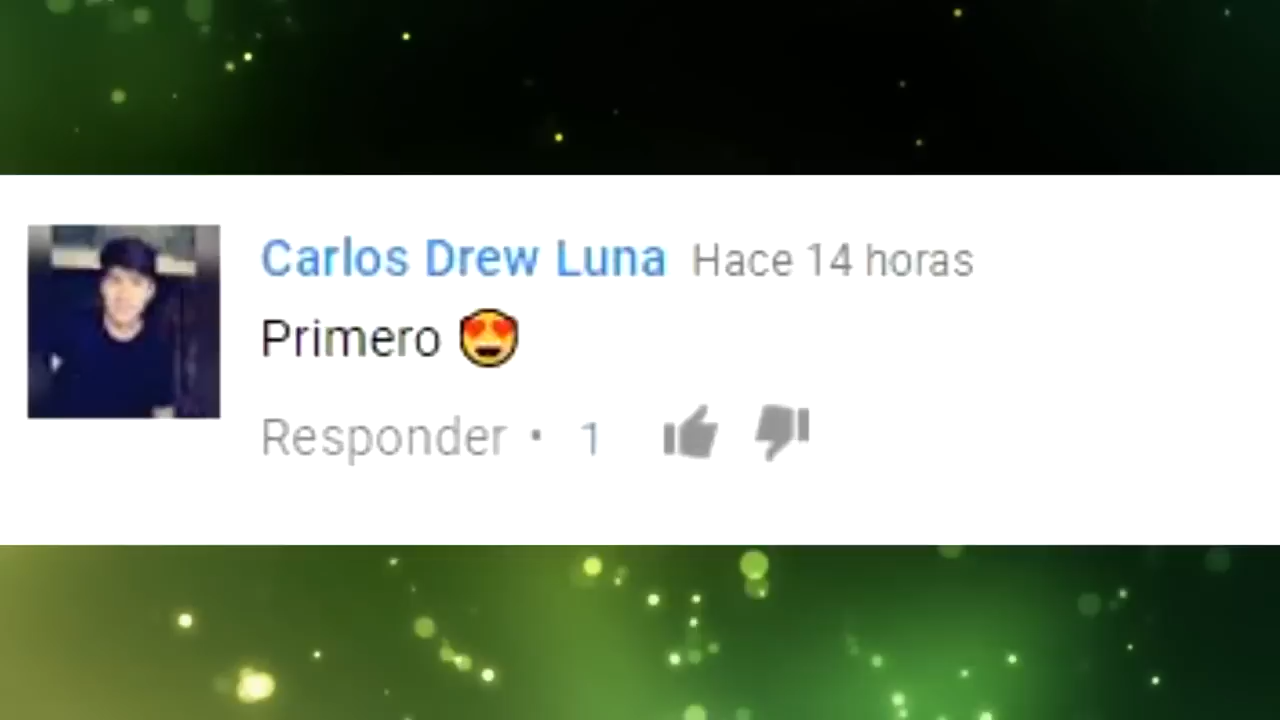 Carlos Drew Luna Hace 14 horas
Primero 😍
Responder • 1